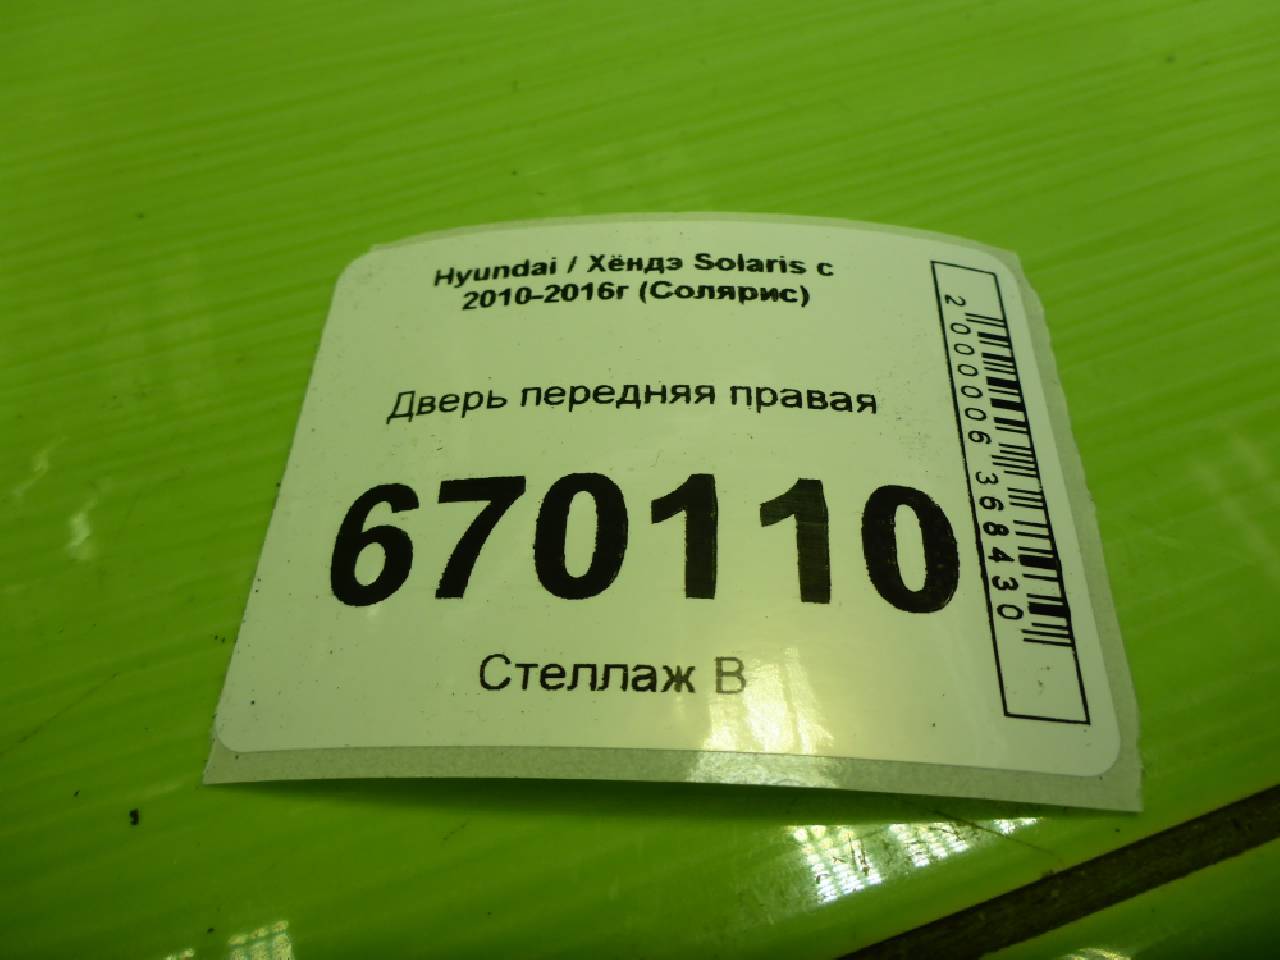 Hyundai / Хёндэ Solaris с
2010-2016г (Солярис)
Дверь передняя правая
670110
Стеллаж В
2000006368430